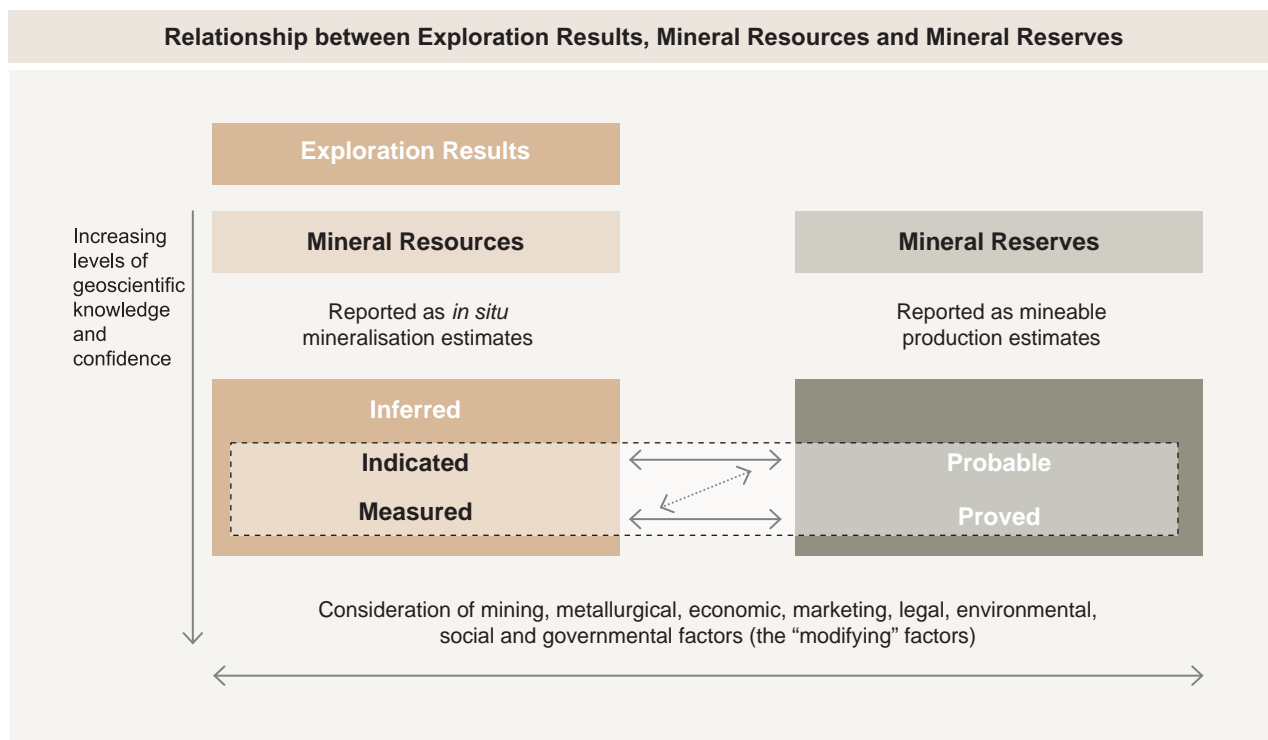 Relationship between Exploration Results, Mineral Resources and Mineral Reserves
Exploration Results
Increasing
levels of
geoscientific
knowledge
and
confidence
Mineral Resources
Mineral Reserves
Reported as in situ
mineralisation estimates
Reported as mineable
production estimates
Inferred
Indicated
Measured
Probable
Proved
Consideration of mining, metallurgical, economic, marketing, legal, environmental,
social and governmental factors (the “modifying” factors)